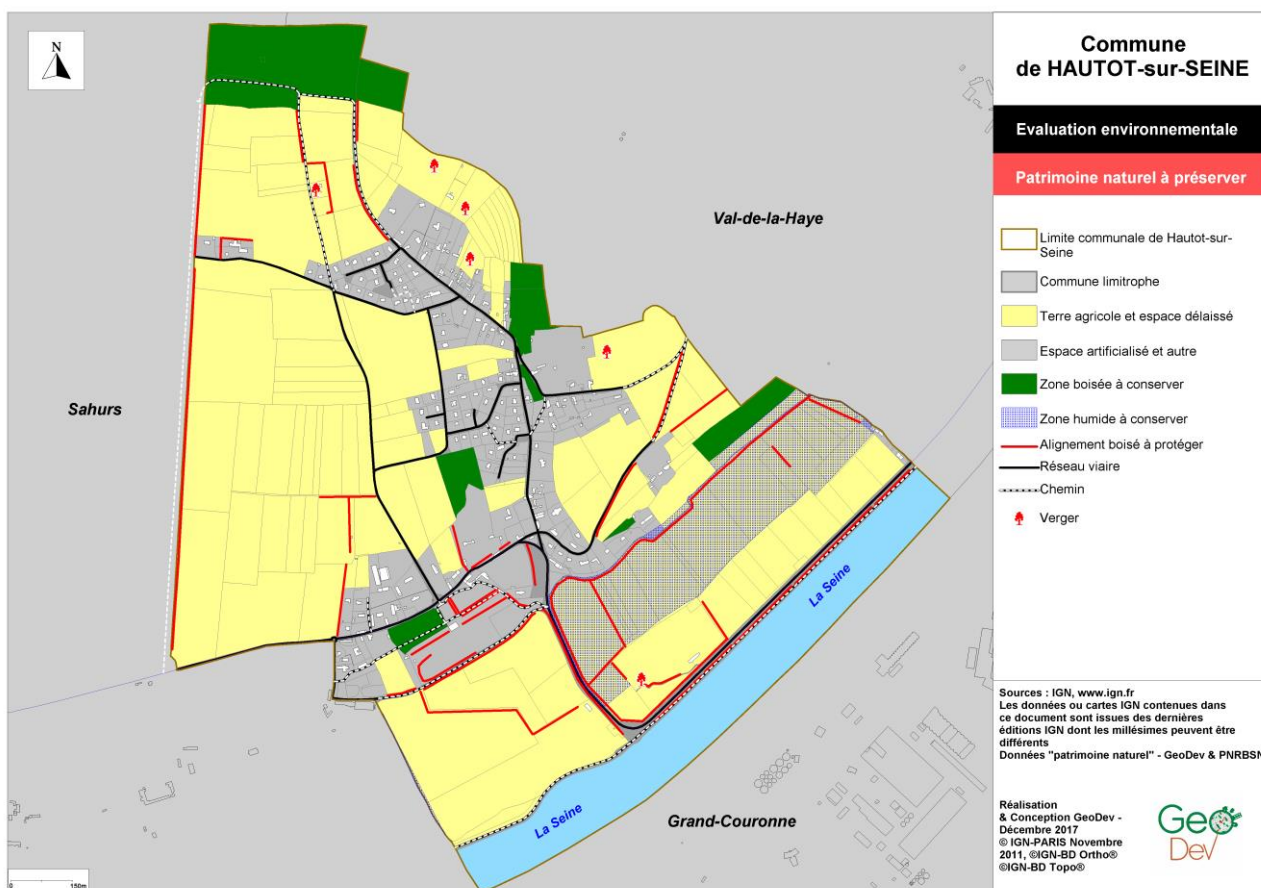 N
Commune
de HAUTOT-sur-SEINE
Evaluation environnementale
Patrimoine naturel à préserver
Val-de-la-Haye
Sahurs
Grand-Couronne
La Seine
La Seine
Limite communale de Hautot-sur-
Seine
Commune limitrophe
Terre agricole et espace délaissé
Espace artificialisé et autre
Zone boisée à conserver
Zone humide à conserver
Alignement boisé à protéger
Réseau viaire
Chemin
Verger
Sources : IGN, www.ign.fr
Les données ou cartes IGN contenues dans
ce document sont issues des dernières
éditions IGN dont les millésimes peuvent être
différents
Données "patrimoine naturel" - GeoDev & PNRBSN
Réalisation
& Conception GeoDev -
Décembre 2017
© IGN-PARIS Novembre
2011, ©IGN-BD Ortho®
©IGN-BD Topo®
Geo
Dev
0 150m